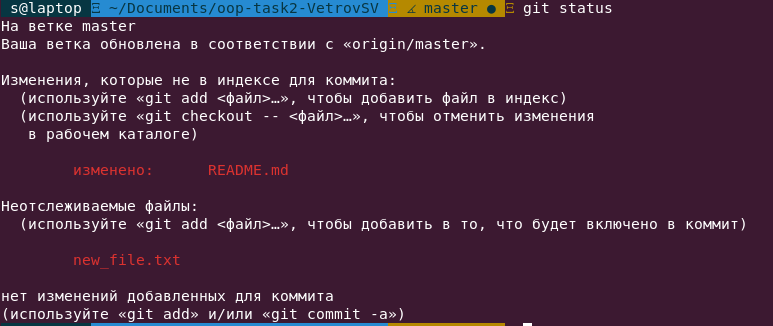 s@laptop ~/Documents/oop-task2-VetrovSV master ● git status
На ветке master
Ваша ветка обновлена в соответствии с «origin/master».
Изменения, которые не в индексе для коммита:
(используйте «git add <файл>…», чтобы добавить файл в индекс)
(используйте «git checkout -- <файл>…», чтобы отменить изменения
в рабочем каталоге)
изменено: README.md
Неотслеживаемые файлы:
(используйте «git add <файл>…», чтобы добавить в то, что будет включено в коммит)
new_file.txt
нет изменений добавленных для коммита
(используйте «git add» и/или «git commit -a»)